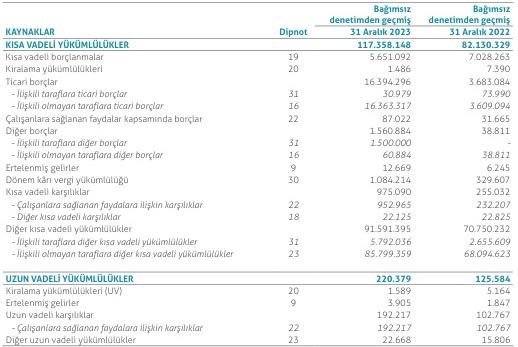 Bağımsız Bağımsız
denetimden geçmiş denetimden geçmiş
KAYNAKLAR Dipnot 31 Aralık 2023 31 Aralık 2022
KISA VADELİ YÜKÜMLÜLÜKLER 117.358.148 82.130.329
Kısa vadeli borçlanmalar 19 5.651.092 7.028.263
Kiralama yükümlülükleri 20 1.486 7.390
Ticari borçlar 16.394.296 3.683.084
- İlişkili taraflara ticari borçlar 31 30.979 73.990
- İlişkili olmayan taraflara ticari borçlar 16 16.363.317 3.609.094
Çalışanlara sağlanan faydalar kapsamında borçlar 22 87.022 31.665
Diğer borçlar 1.560.884 38.811
- İlişkili taraflara diğer borçlar 31 1.500.000 -
- İlişkili olmayan taraflara diğer borçlar 16 60.884 38.811
Ertelenmiş gelirler 9 12.669 6.245
Dönem kârı vergi yükümlülüğü 30 1.084.214 329.607
Kısa vadeli karşılıklar 975.090 255.032
- Çalışanlara sağlanan faydalara ilişkin karşılıklar 22 952.965 232.207
- Diğer kısa vadeli karşılıklar 18 22.125 22.825
Diğer kısa vadeli yükümlülükler 91.591.395 70.750.232
- İlişkili taraflara diğer kısa vadeli yükümlülükler 31 5.792.036 2.655.609
- İlişkili olmayan taraflara diğer kısa vadeli yükümlülükler 23 85.799.359 68.094.623
UZUN VADELİ YÜKÜMLÜLÜKLER 220.379 125.584
Kiralama yükümlülükleri (UV) 20 1.589 5.164
Ertelenmiş gelirler 9 3.905 1.847
Uzun vadeli karşılıklar 192.217 102.767
- Çalışanlara sağlanan faydalara ilişkin karşılıklar 22 192.217 102.767
Diğer uzun vadeli yükümlülükler 23 22.668 15.806